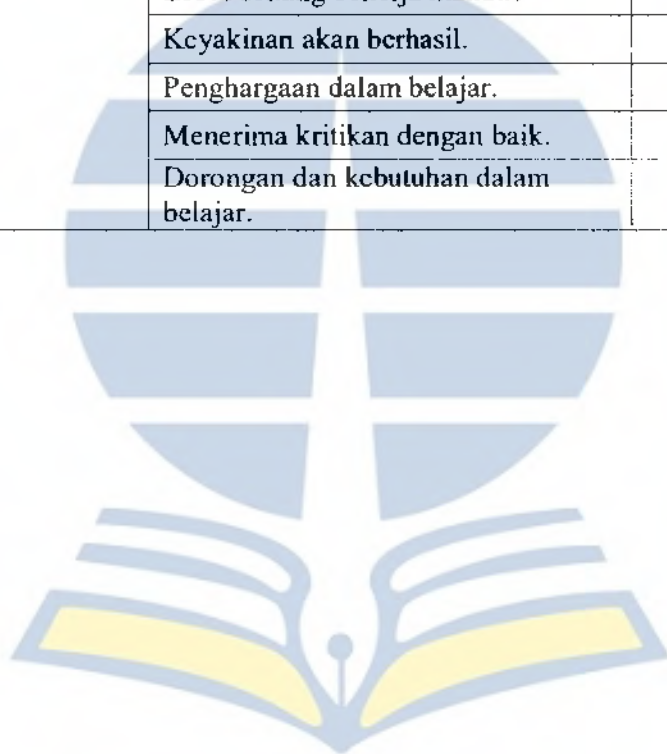 Keyakinan akan berhasil.
Penghargaan dalam belajar.
Menerima kritikan dengan baik.
Dorongan dan kebutuhan dalam
belajar.